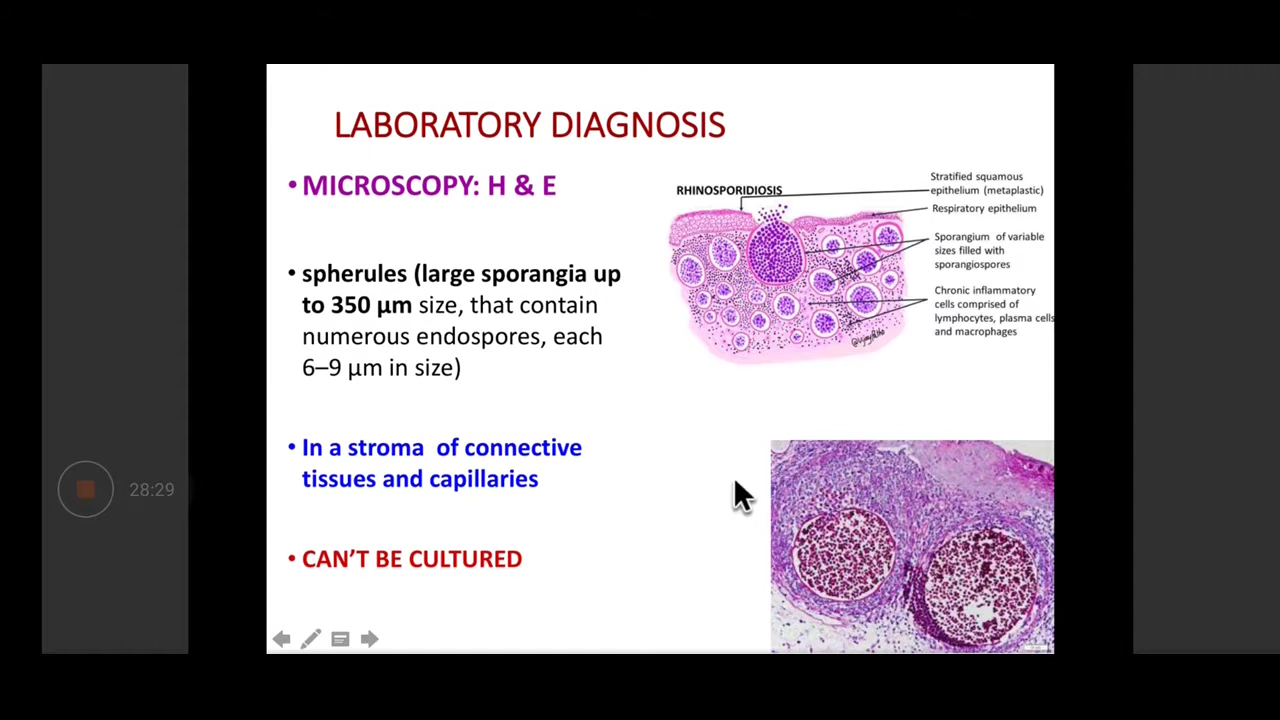 LABORATORY DIAGNOSIS
• MICROSCOPY: H & E
• spherules (large sporangia up
to 350 µm size, that contain
numerous endospores, each
6–9 µm in size)
• In a stroma of connective
tissues and capillaries
• CAN'T BE CULTURED
RHINOSPORIDIOSIS
Stratified squamous
epithelium (metaplastic)
Respiratory epithelium
Sporangium of variable
sizes filled with
sporangiospores
Chronic inflammatory
cells comprised of
lymphocytes, plasma cells
and macrophages
28:29